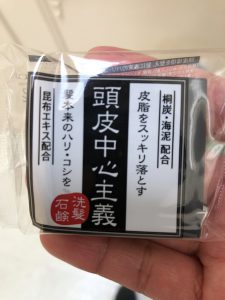 桐炭・海泥配合
皮脂をスッキリ落とす
頭皮中心主義
洗髪
石鹸
髪本来のハリ・コシを
昆布エキス配合